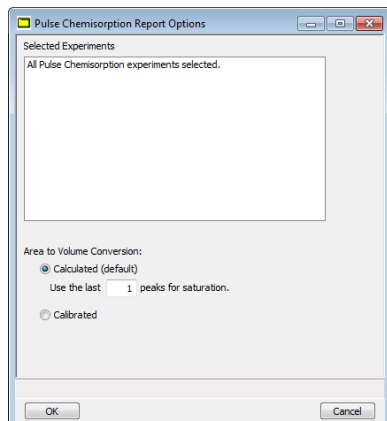 Pulse Chemisorption Report Options
Selected Experiments
All Pulse Chemisorption experiments selected.
Area to Volume Conversion:
Calculated (default)
Use the last 1 peaks for saturation.
Calibrated
OK Cancel